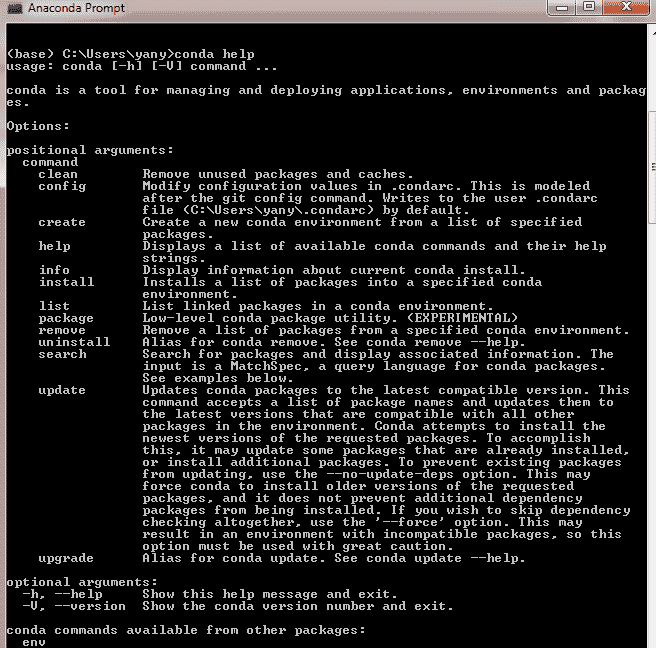 Anaconda Prompt
(base) C:\Users\yany>conda help
usage: conda [-h] [-V] command ...
conda is a tool for managing and deploying applications, environments and packag
es.
Options:
positional arguments:
command
clean Remove unused packages and caches.
config Modify configuration values in .condarc. This is modeled
after the git config command. Writes to the user .condarc
file (C:\Users\yany\.condarc) by default.
create Create a new conda environment from a list of specified
packages.
help Displays a list of available conda commands and their help
strings.
info Display information about current conda install.
install Installs a list of packages into a specified conda
environment.
list List linked packages in a conda environment.
package Low-level conda package utility. (EXPERIMENTAL)
remove Remove a list of packages from a specified conda environment.
uninstall Alias for conda remove. See conda remove --help.
search Search for packages and display associated information. The
input is a MatchSpec, a query language for conda packages.
See examples below.
update Updates conda packages to the latest compatible version. This
command accepts a list of package names and updates them to
the latest versions that are compatible with all other
packages in the environment. Conda attempts to install the
newest versions of the requested packages. To accomplish
this, it may update some packages that are already installed,
or install additional packages. To prevent existing packages
from updating, use the --no-update-deps option. This may
force conda to install older versions of the requested
packages, and it does not prevent additional dependency
packages from being installed. If you wish to skip dependency
checking altogether, use the '--force' option. This may
result in an environment with incompatible packages, so this
option must be used with great caution.
upgrade Alias for conda update. See conda update --help.
optional arguments:
-h, --help Show this help message and exit.
-V, --version Show the conda version number and exit.
conda commands available from other packages:
env